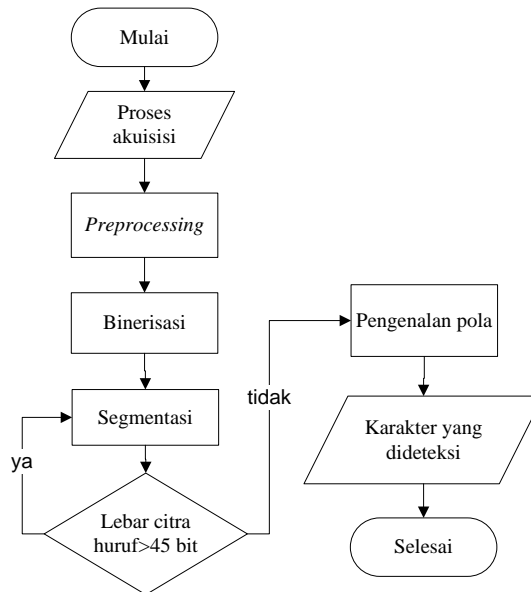 Mulai
Proses
akuisisi
Preprocessing
Binerisasi
Segmentasi
ya
Lebar citra
huruf>45 bit
tidak
Pengenalan pola
Karakter yang
dideteksi
Selesai